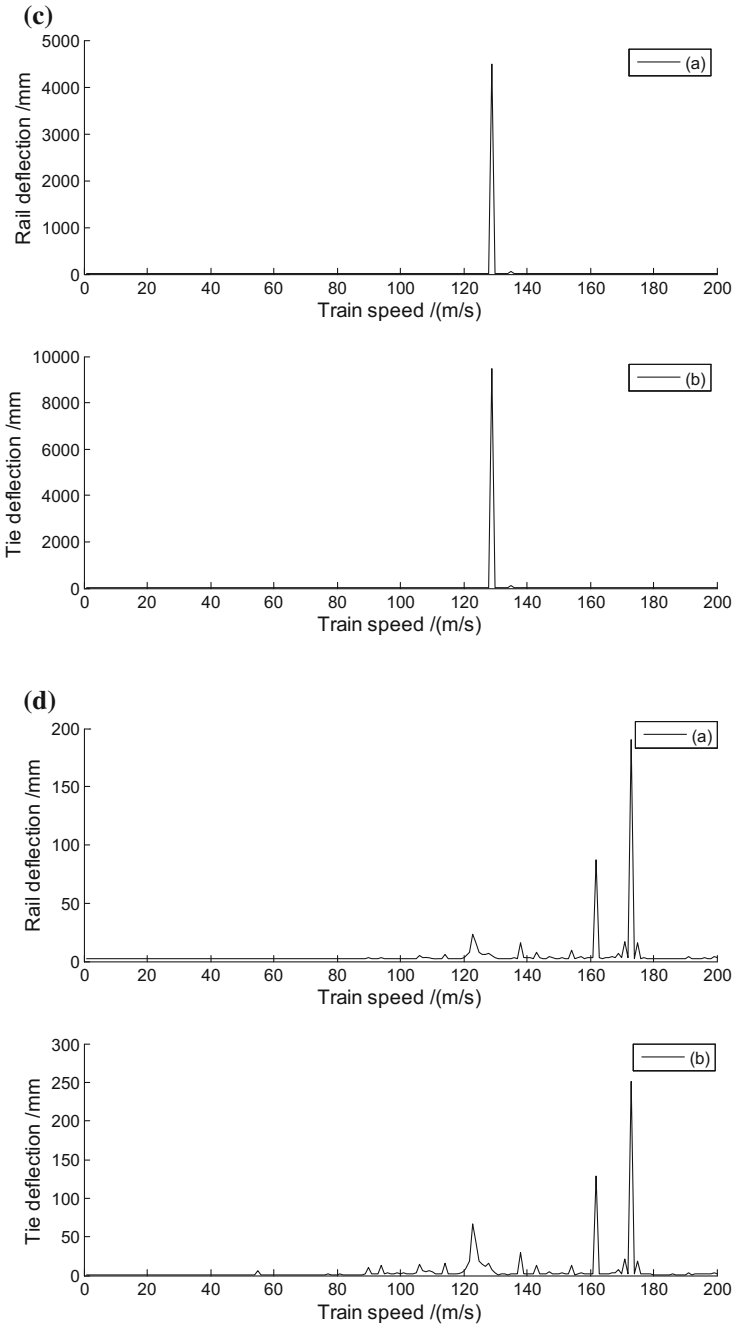 (c)
5000
4000
3000
2000
1000
0
Rail deflection /mm
(a)
0 20 40 60 80 100 120 140 160 180 200
Train speed /(m/s)
10000
8000
6000
4000
2000
0
Tie deflection /mm
(b)
0 20 40 60 80 100 120 140 160 180 200
Train speed /(m/s)
(d)
200
150
100
50
0
Rail deflection /mm
(a)
0 20 40 60 80 100 120 140 160 180 200
Train speed /(m/s)
300
250
200
150
100
50
0
Tie deflection /mm
(b)
0 20 40 60 80 100 120 140 160 180 200
Train speed /(m/s)